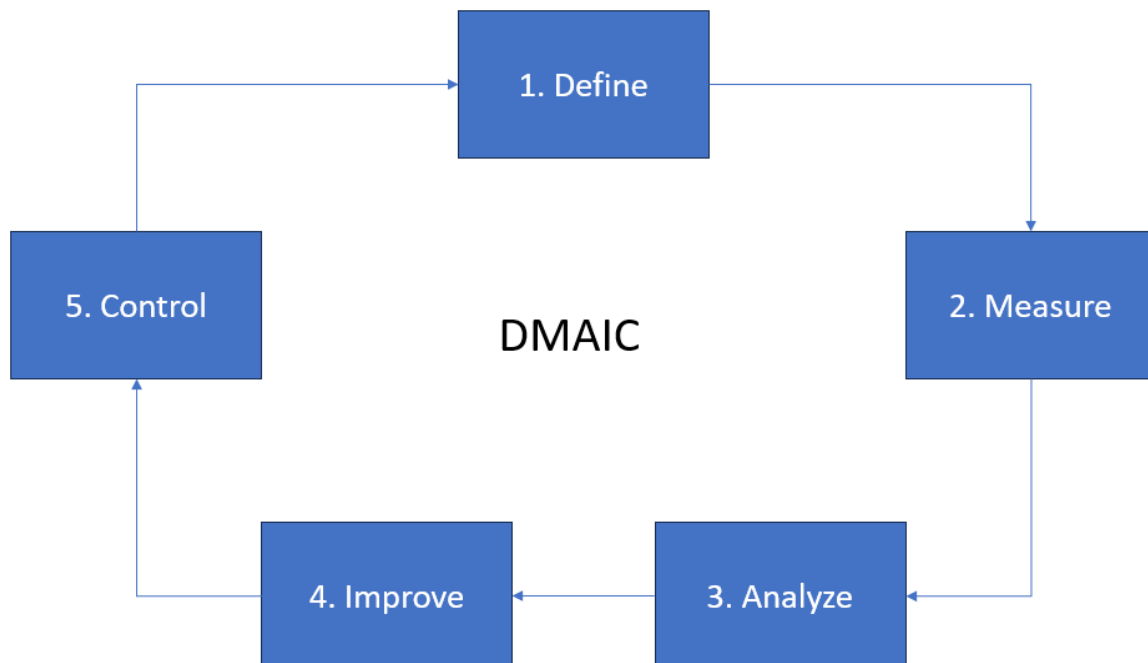 1. Define
2. Measure
3. Analyze
4. Improve
5. Control
DMAIC